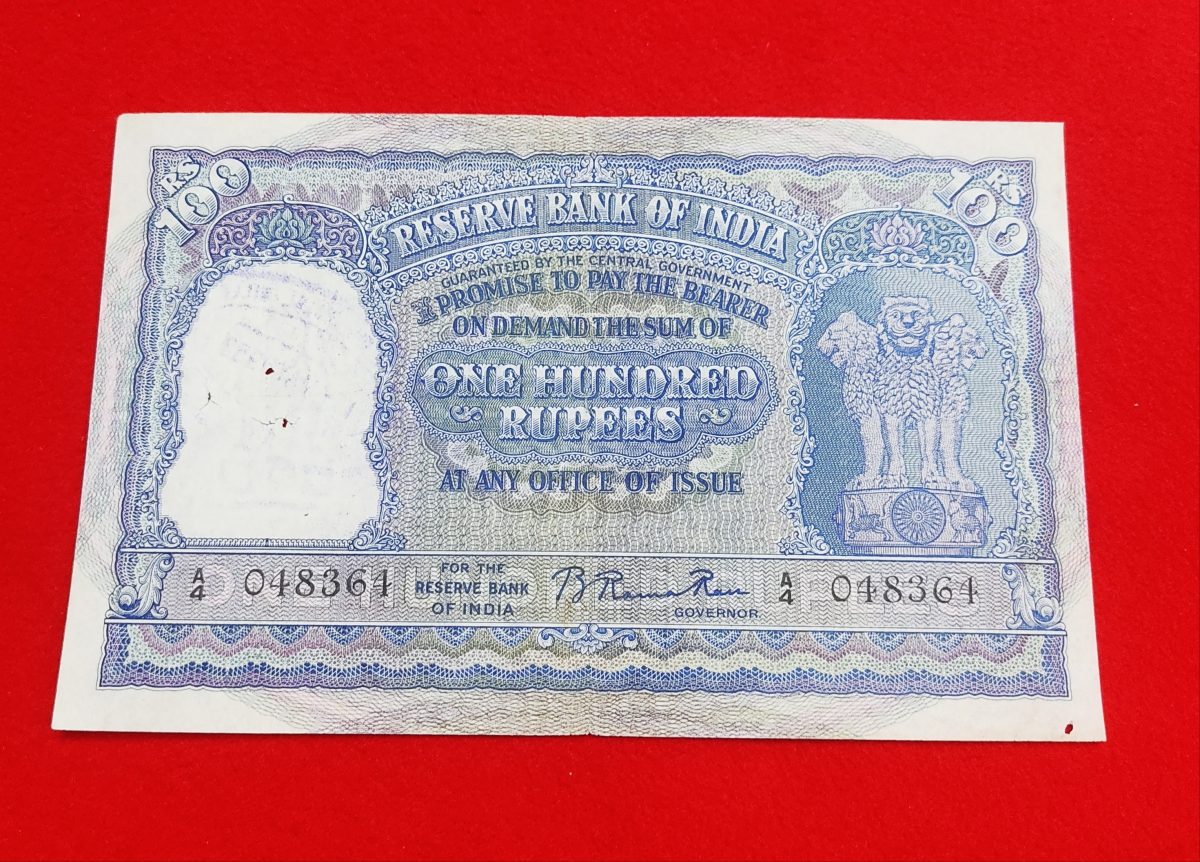 RS
100
RS
100
RESERVE BANK OF INDIA
GUARANTEED BY THE CENTRAL GOVERNMENT
I PROMISE TO PAY THE BEARER
ON DEMAND THE SUM OF
ONE HUNDRED
RUPEES
AT ANY OFFICE OF ISSUE
A/4 048364
FOR THE
RESERVE BANK
OF INDIA
B Rama Rau
GOVERNOR
A/4 048364